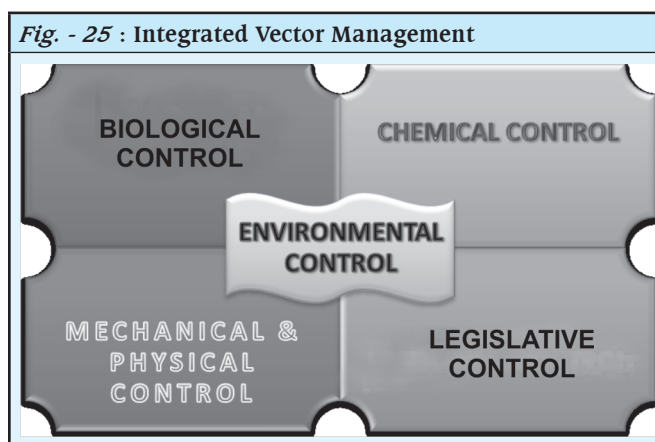 Fig. - 25 : Integrated Vector Management
BIOLOGICAL
CONTROL
CHEMICAL CONTROL
ENVIRONMENTAL
CONTROL
MECHANICAL &
PHYSICAL
CONTROL
LEGISLATIVE
CONTROL